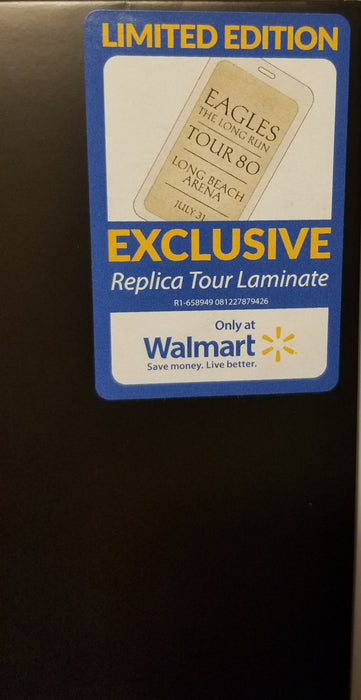 LIMITED EDITION
EAGLES
THE LONG RUN
TOUR 80
LONG BEACH
ARENA
JULY 31
EXCLUSIVE
Replica Tour Laminate
R1-658949 081227879426
Only at
Walmart
Save money. Live better.